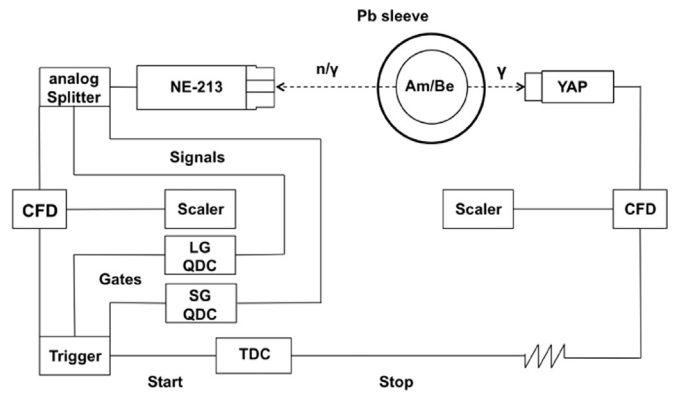 Pb sleeve
n/γ
γ
analog
Splitter
NE-213
Am/Be
YAP
Signals
CFD
Scaler
Scaler
CFD
LG
QDC
Gates
SG
QDC
Trigger
TDC
Start
Stop